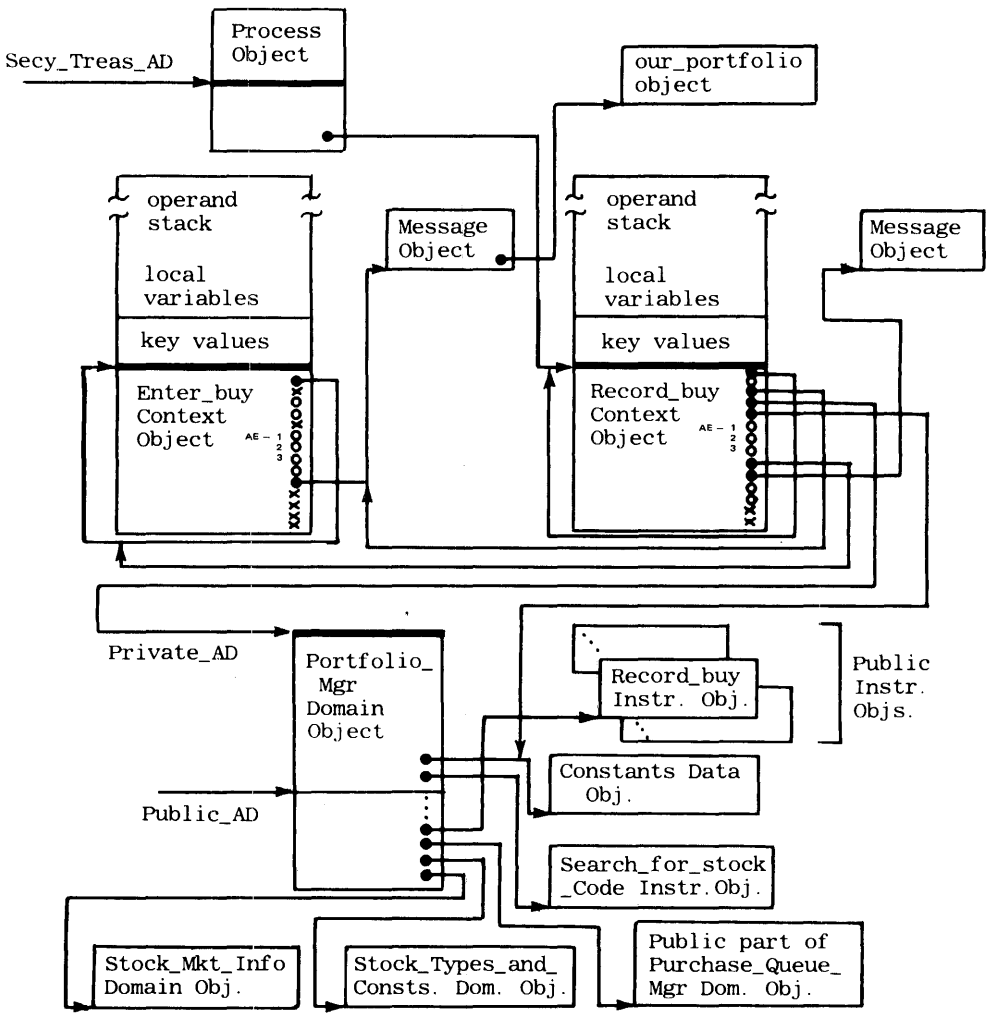 Process
Object
Secy_Treas_AD
our_portfolio
object
operand
stack
local
variables
key values
Enter_buy
Context
Object
AE - 1
2
3
Message
Object
operand
stack
local
variables
key values
Record_buy
Context
Object
AE - 1
2
3
Message
Object
Private_AD
Portfolio_
Mgr
Domain
Object
Public_AD
Record_buy
Instr. Obj.
Public
Instr.
Objs.
Constants Data
Obj.
Search_for_stock
_Code Instr.Obj.
Stock_Mkt_Info
Domain Obj.
Stock_Types_and_
Consts. Dom. Obj.
Public part of
Purchase_Queue_
Mgr Dom. Obj.